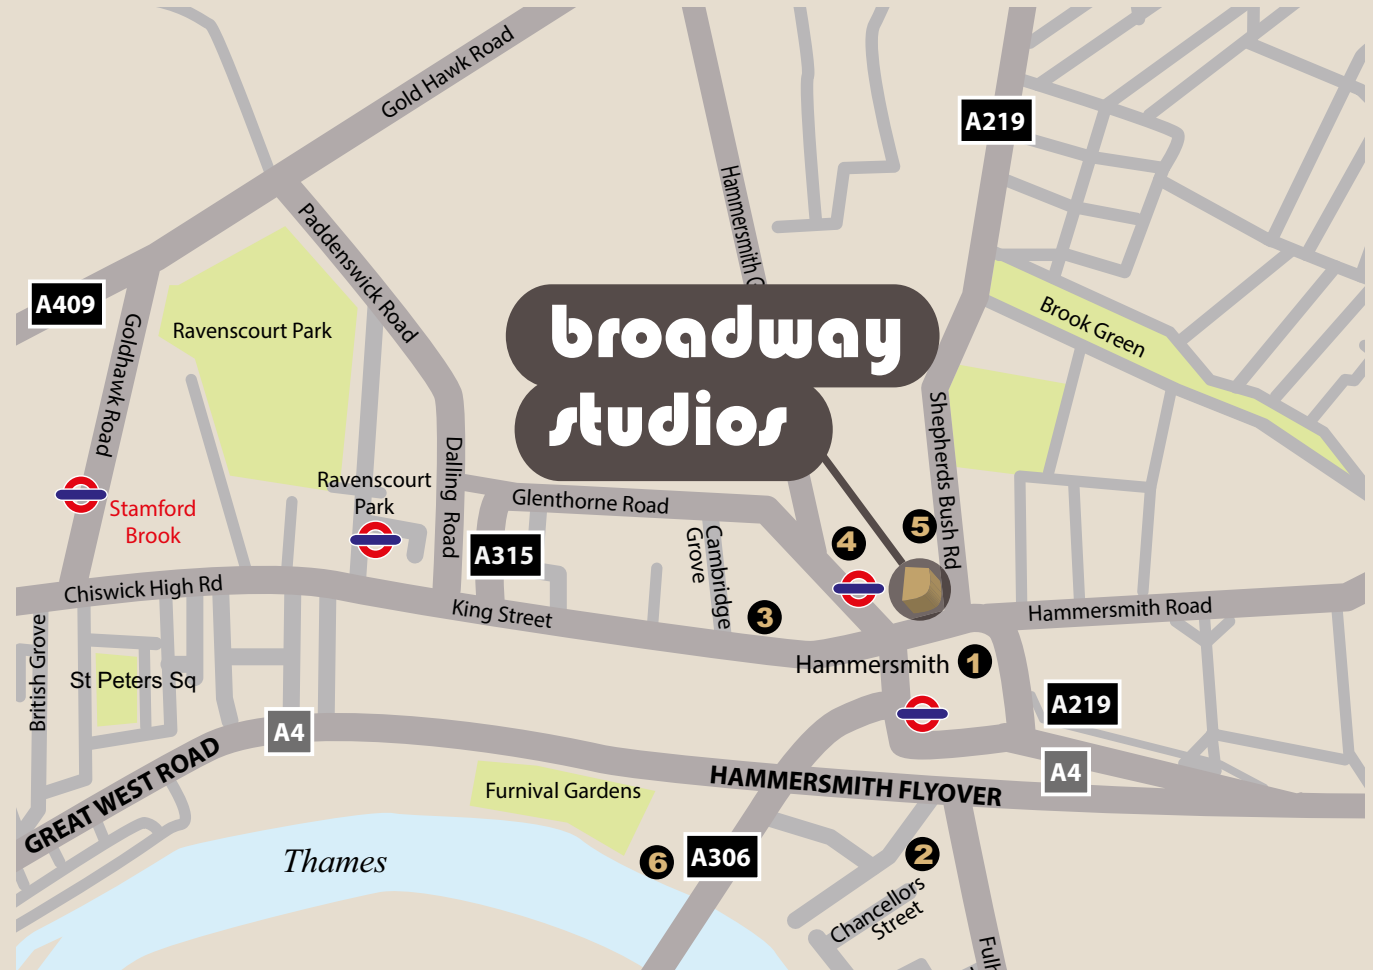 Gold Hawk Road
A219
Hammersmith G
Paddenswick Road
A409
Goldhawk Road
Ravenscourt Park
Brook Green
broadway
studios
Shepherds Bush Rd
Dalling Road
Ravenscourt
Park
Stamford
Brook
Glenthorne Road
A315
Cambridge
Grove
5
4
Chiswick High Rd
King Street
3
Hammersmith Road
British Grove
St Peters Sq
Hammersmith
1
A219
A4
A4
GREAT WEST ROAD
HAMMERSMITH FLYOVER
Furnival Gardens
Thames
6
A306
2
Chancellors
Street
Fulh